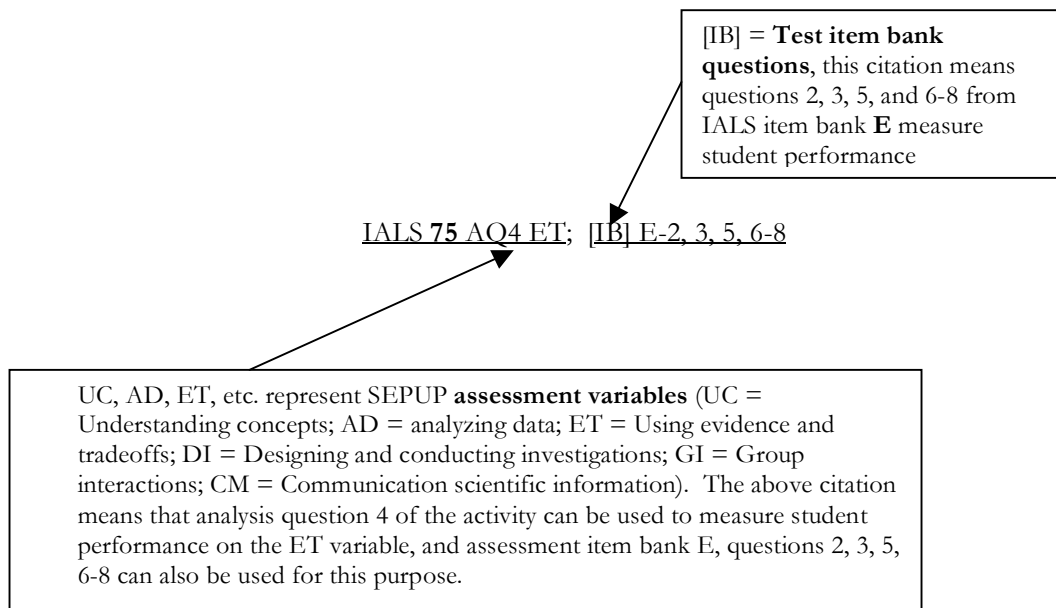 [IB] = Test item bank
questions, this citation means
questions 2, 3, 5, and 6-8 from
IALS item bank E measure
student performance
IALS 75 AQ4 ET;  [IB] E-2, 3, 5, 6-8
UC, AD, ET, etc. represent SEPUP assessment variables (UC =
Understanding concepts; AD = analyzing data; ET = Using evidence and
tradeoffs; DI = Designing and conducting investigations; GI = Group
interactions; CM = Communication scientific information).  The above citation
means that analysis question 4 of the activity can be used to measure student
performance on the ET variable, and assessment item bank E, questions 2, 3, 5,
6-8 can also be used for this purpose.